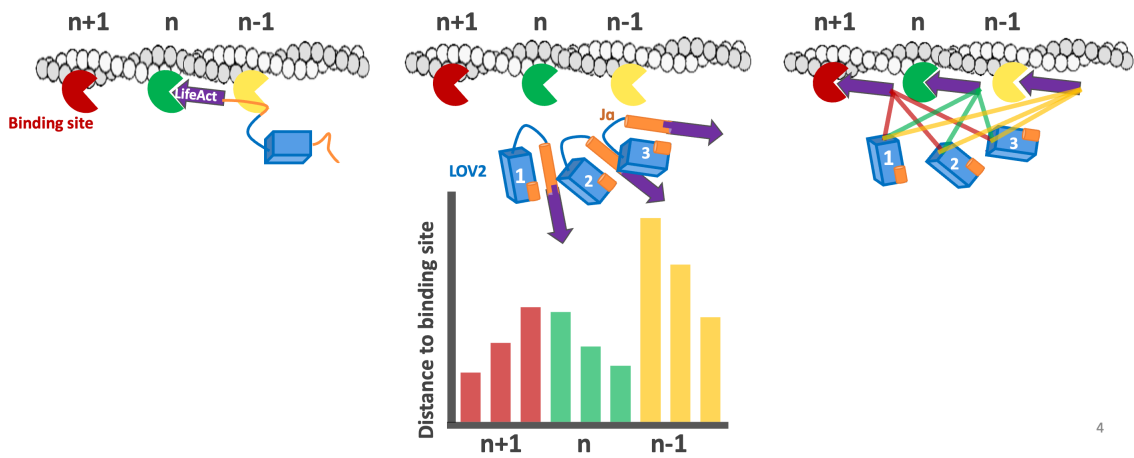 n+1 n n-1
LifeAct
Binding site
n+1 n n-1
Jα
LOV2
1 2 3
Distance to binding site
n+1 n n-1
n+1 n n-1
1 2 3
4